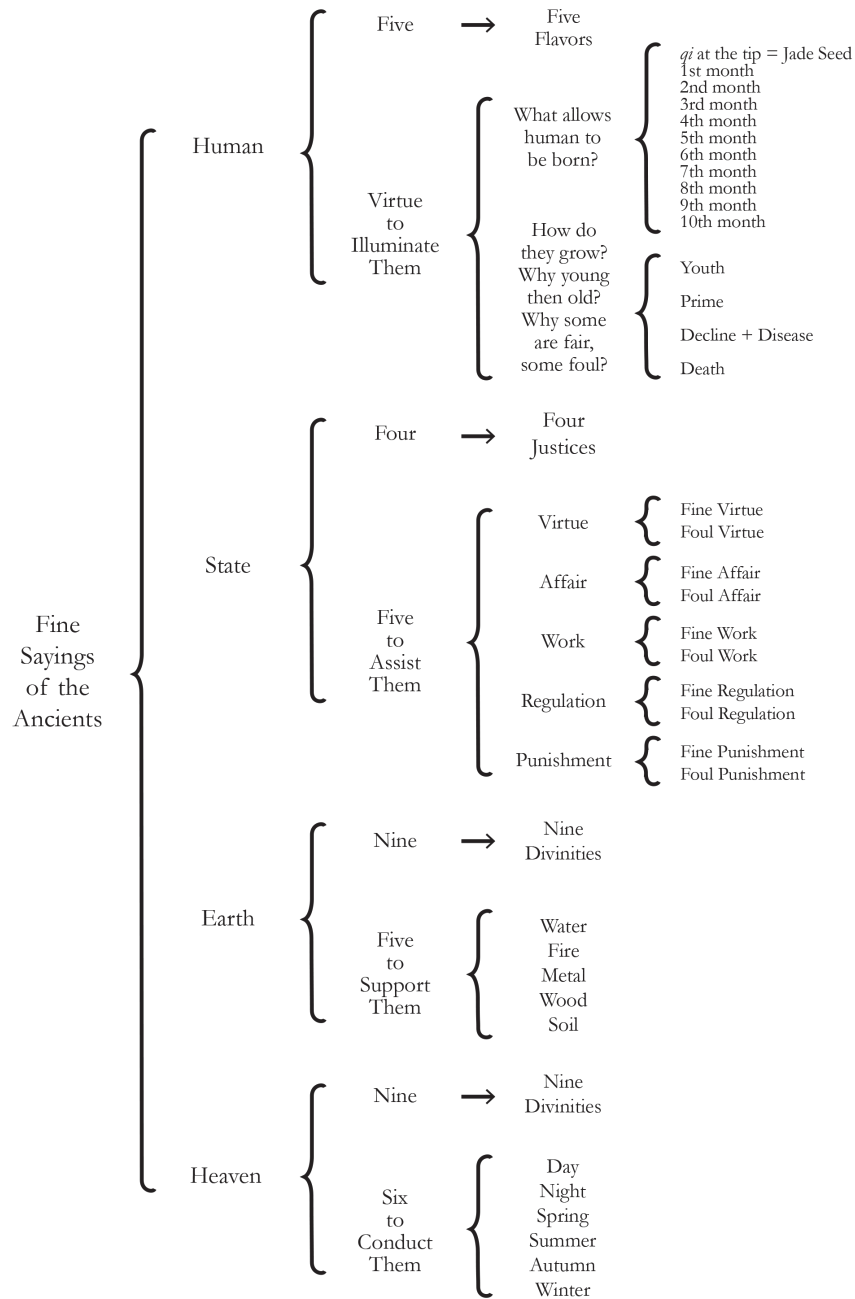 Fine
Sayings
of the
Ancients
Human
Five
Five
Flavors
Virtue
to
Illuminate
Them
What allows
human to
be born?
qi at the tip = Jade Seed
1st month
2nd month
3rd month
4th month
5th month
6th month
7th month
8th month
9th month
10th month
How do
they grow?
Why young
then old?
Why some
are fair,
some foul?
Youth
Prime
Decline + Disease
Death
State
Four
Four
Justices
Five
to
Assist
Them
Virtue
Fine Virtue
Foul Virtue
Affair
Fine Affair
Foul Affair
Work
Fine Work
Foul Work
Regulation
Fine Regulation
Foul Regulation
Punishment
Fine Punishment
Foul Punishment
Earth
Nine
Nine
Divinities
Five
to
Support
Them
Water
Fire
Metal
Wood
Soil
Heaven
Nine
Nine
Divinities
Six
to
Conduct
Them
Day
Night
Spring
Summer
Autumn
Winter